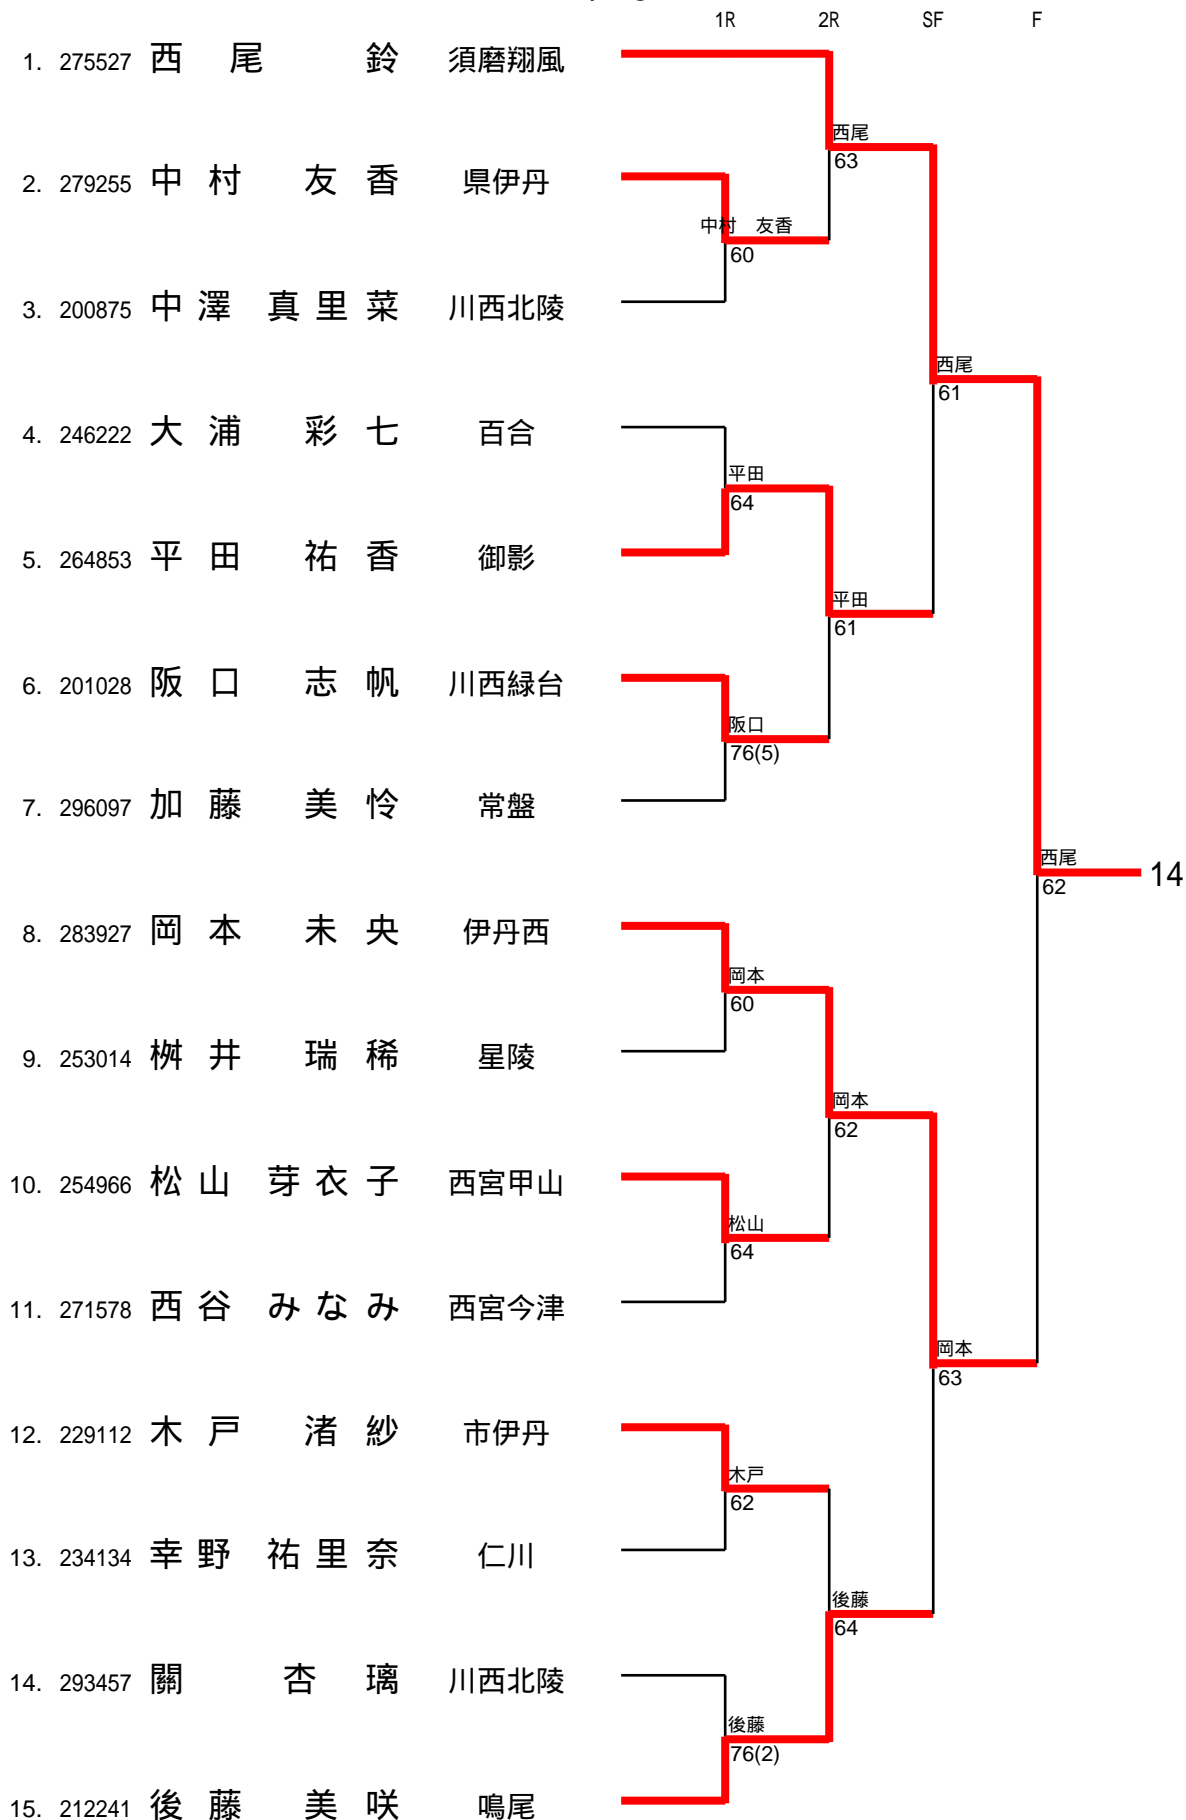 1R 2R SF F
1. 275527 西尾 鈴 須磨翔風
西尾
63
2. 279255 中村 友香 県伊丹
中村 友香
60
3. 200875 中澤 真里菜 川西北陵
西尾
61
4. 246222 大浦 彩七 百合
平田
64
5. 264853 平田 祐香 御影
平田
61
6. 201028 阪口 志帆 川西緑台
阪口
76(5)
7. 296097 加藤 美怜 常盤
西尾
62
14
8. 283927 岡本 未央 伊丹西
岡本
60
9. 253014 桝井 瑞稀 星陵
岡本
62
10. 254966 松山 芽衣子 西宮甲山
松山
64
11. 271578 西谷 みなみ 西宮今津
岡本
63
12. 229112 木戸 渚紗 市伊丹
木戸
62
13. 234134 幸野 祐里奈 仁川
後藤
64
14. 293457 關 杏璃 川西北陵
後藤
76(2)
15. 212241 後藤 美咲 鳴尾